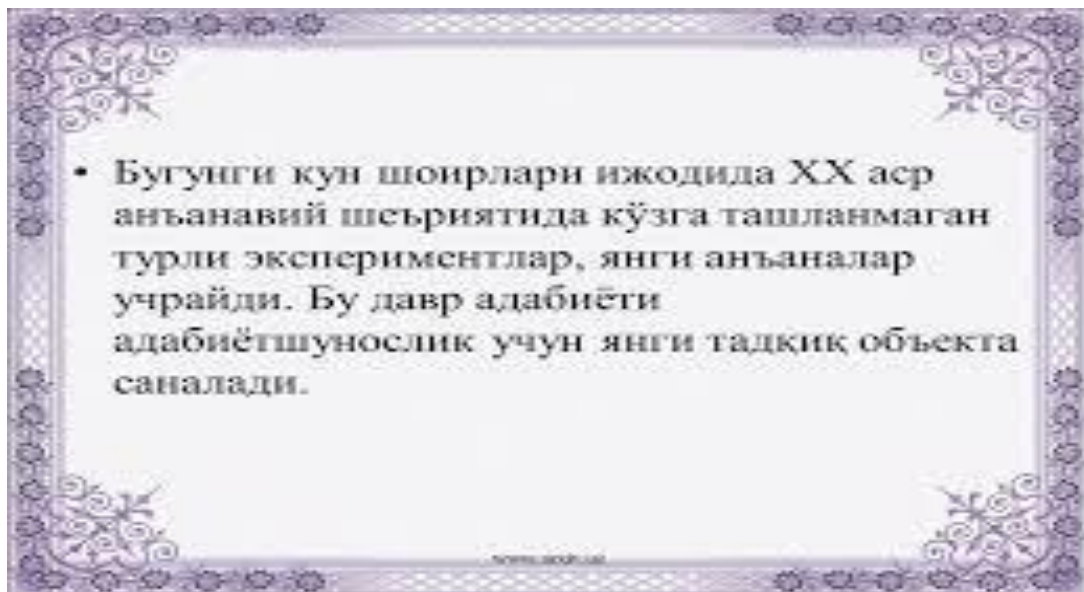 • Бугунги кун шоирлари ижодида XX аср
анъанавий шеъриятида кўзга ташланмаган
турли экспериментлар, янги анъаналар
учрайди. Бу давр адабиёти
адабиётшунослик учун янги тадқиқ объекта
саналади.